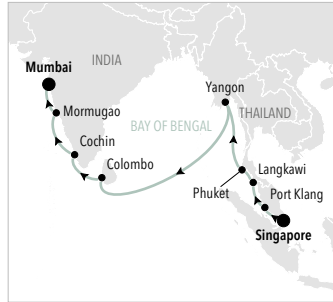 INDIA
Mumbai
Yangon
Mormugao
THAILAND
BAY OF BENGAL
Cochin
Colombo
Langkawi
Phuket
Port Klang
Singapore